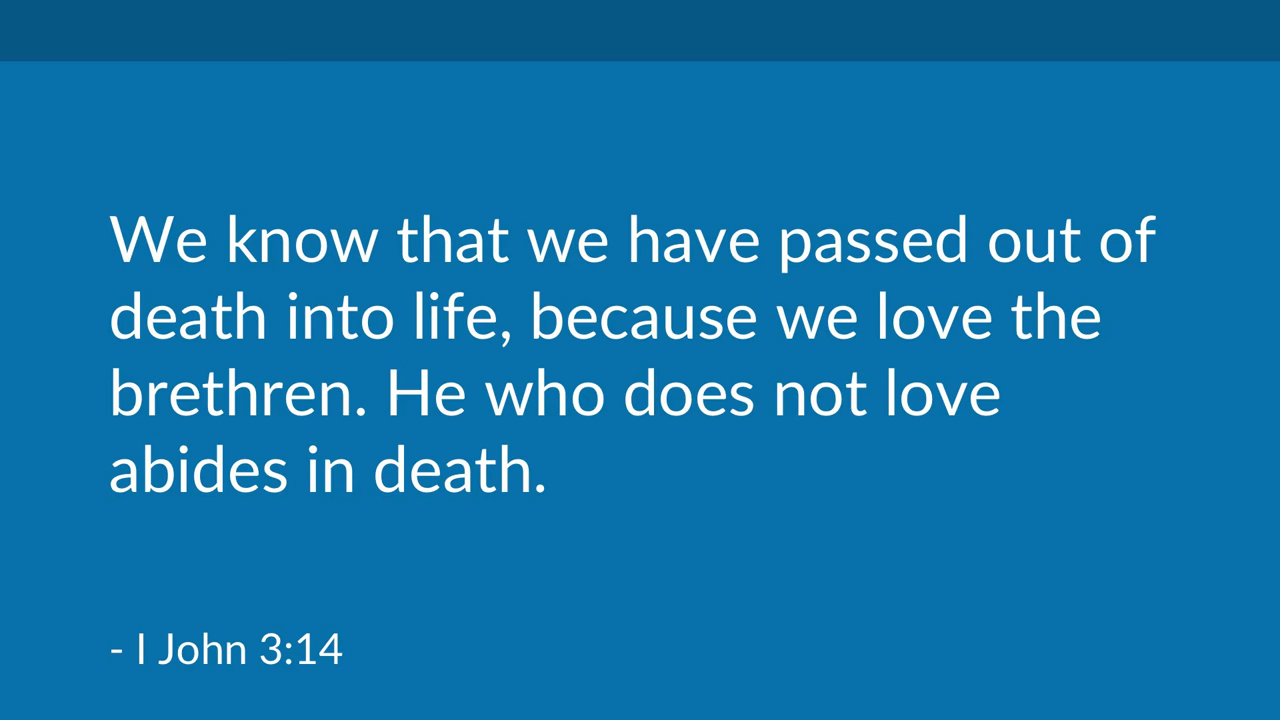 We know that we have passed out of
death into life, because we love the
brethren. He who does not love
abides in death.
- I John 3:14